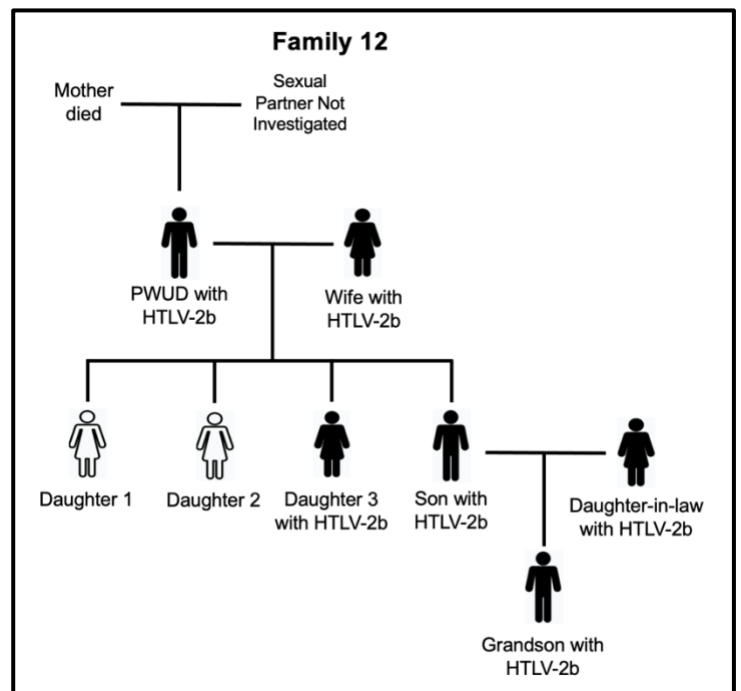 Family 12
Mother
died
Sexual
Partner Not
Investigated
PWUD with
HTLV-2b
Wife with
HTLV-2b
Daughter 1
Daughter 2
Daughter 3
with HTLV-2b
Son with
HTLV-2b
Daughter-in-law
with HTLV-2b
Grandson with
HTLV-2b